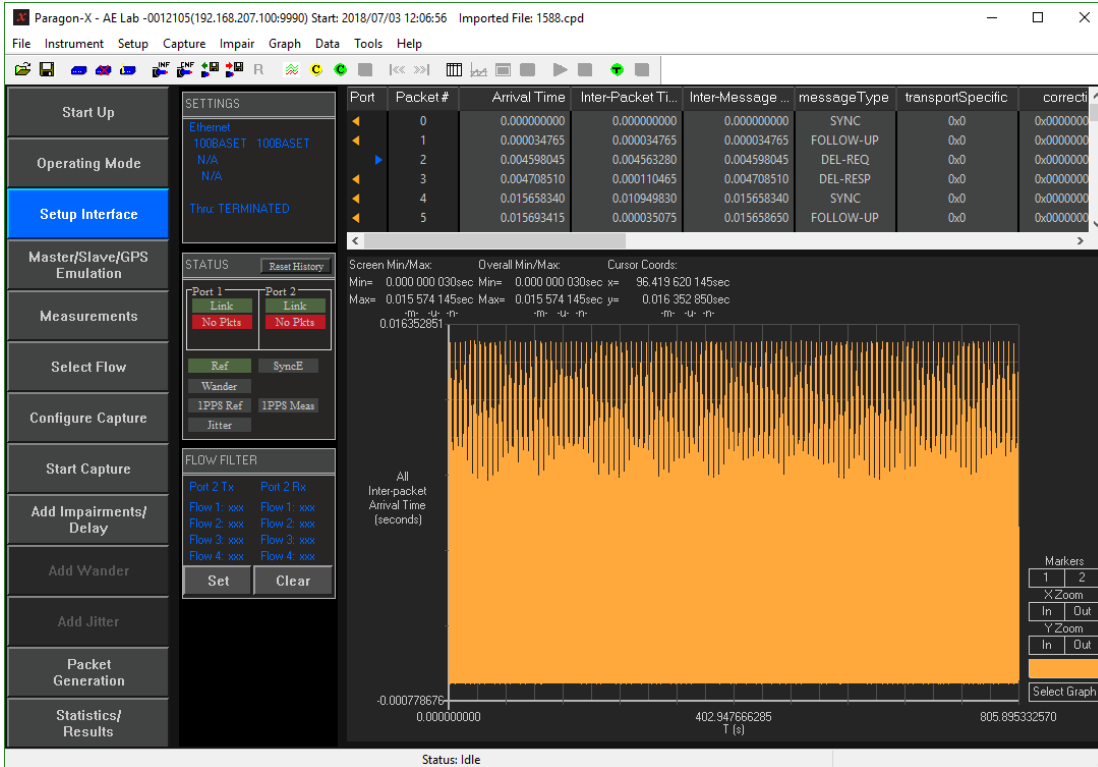 Paragon-X - AE Lab -0012105(192.168.207.100:9990) Start: 2018/07/03 12:06:56 Imported File: 1588.cpd
File Instrument Setup Capture Impair Graph Data Tools Help
INF CNF R C C T
Start Up
Operating Mode
Setup Interface
Master/Slave/GPS
Emulation
Measurements
Select Flow
Configure Capture
Start Capture
Add Impairments/
Delay
Add Wander
Add Jitter
Packet
Generation
Statistics/
Results
SETTINGS
Ethernet
100BASET 100BASET
N/A
N/A
Thru: TERMINATED
STATUS Reset History
Port 1 Port 2
Link Link
No Pkts No Pkts
Ref SyncE
Wander
1PPS Ref 1PPS Meas
Jitter
FLOW FILTER
Port 2 Tx Port 2 Rx
Flow 1: xxx Flow 1: xxx
Flow 2: xxx Flow 2: xxx
Flow 3: xxx Flow 3: xxx
Flow 4: xxx Flow 4: xxx
Set Clear
Port Packet # Arrival Time Inter-Packet Ti... Inter-Message ... messageType transportSpecific correcti
0 0.000000000 0.000000000 0.000000000 SYNC 0x0 0x0000000
1 0.000034765 0.000034765 0.000034765 FOLLOW-UP 0x0 0x0000000
2 0.004598045 0.004563280 0.004598045 DEL-REQ 0x0 0x0000000
3 0.004708510 0.000110465 0.004708510 DEL-RESP 0x0 0x0000000
4 0.015658340 0.010949830 0.015658340 SYNC 0x0 0x0000000
5 0.015693415 0.000035075 0.015658650 FOLLOW-UP 0x0 0x0000000
Screen Min/Max: Overall Min/Max: Cursor Coords:
Min= 0.000 000 030sec Min= 0.000 000 030sec x= 96.419 620 145sec
Max= 0.015 574 145sec Max= 0.015 574 145sec y= 0.016 352 850sec
-m- -u- -n- -m- -u- -n- -m- -u- -n-
0.016352851
All
Inter-packet
Arrival Time
(seconds)
-0.000778676
0.000000000 402.947666285 805.895332570
T (s)
Markers
1 2
X Zoom
In Out
Y Zoom
In Out
Select Graph
Status: Idle